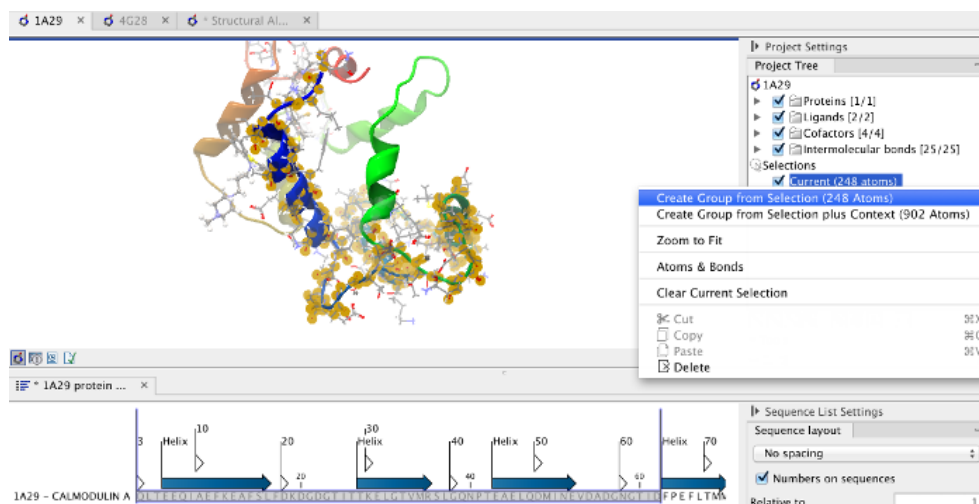 1A29 × 4G28 × * Structural Al... ×
Project Settings
Project Tree
1A29
Proteins [1/1]
Ligands [2/2]
Cofactors [4/4]
Intermolecular bonds [25/25]
Selections
Current (248 atoms)
Create Group from Selection (248 Atoms)
Create Group from Selection plus Context (902 Atoms)
Zoom to Fit
Atoms & Bonds
Clear Current Selection
Cut ⌘X
Copy
Paste
Delete
* 1A29 protein ... ×
Sequence List Settings
Sequence layout
No spacing
Numbers on sequences
Relative to
10 30 50 70
3 Helix 20 Helix 40 Helix 60 Helix
20 40 60
1A29 - CALMODULIN A
FPEFLTM